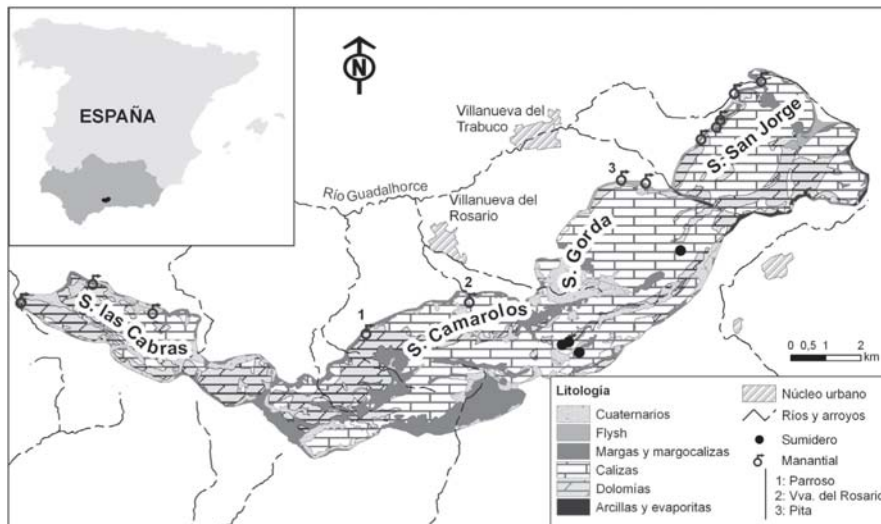 ESPAÑA
N
Villanueva del
Trabuco
Río Guadalhorce
Villanueva del
Rosario
S. San Jorge
3
S. Gorda
2
S. Camarolos
1
S. las Cabras
0 0,5 1 2
km
Litología
Cuaternarios
Flysh
Margas y margocalizas
Calizas
Dolomías
Arcillas y evaporitas
Núcleo urbano
Ríos y arroyos
Sumidero
Manantial
1: Parroso
2: Vva. del Rosario
3: Pita